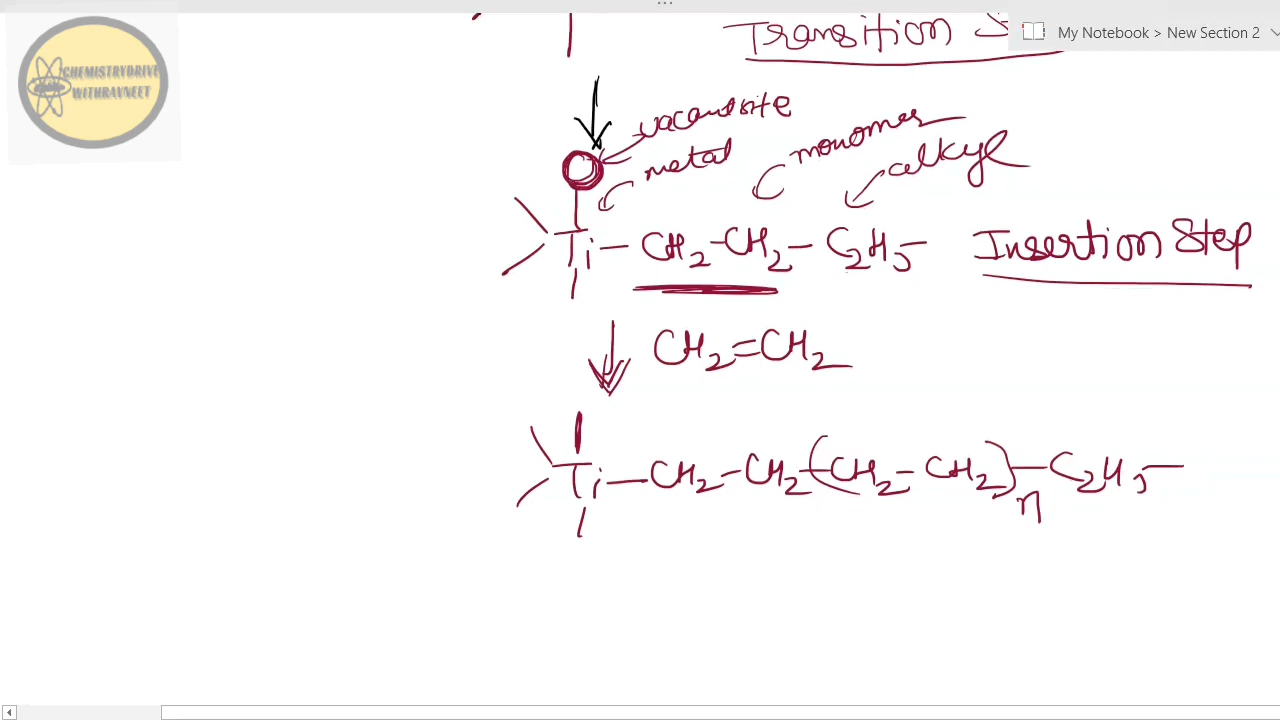 CHEMISTRYDRIVE
WITHRAVNEET
Transition S
My Notebook > New Section 2
vacant site
metal
monomer
alkyl
Ti - CH2 - CH2 - C2H5
Insertion Step
CH2 = CH2
Ti - CH2 - CH2 ( CH2 - CH2 )n - C2H5